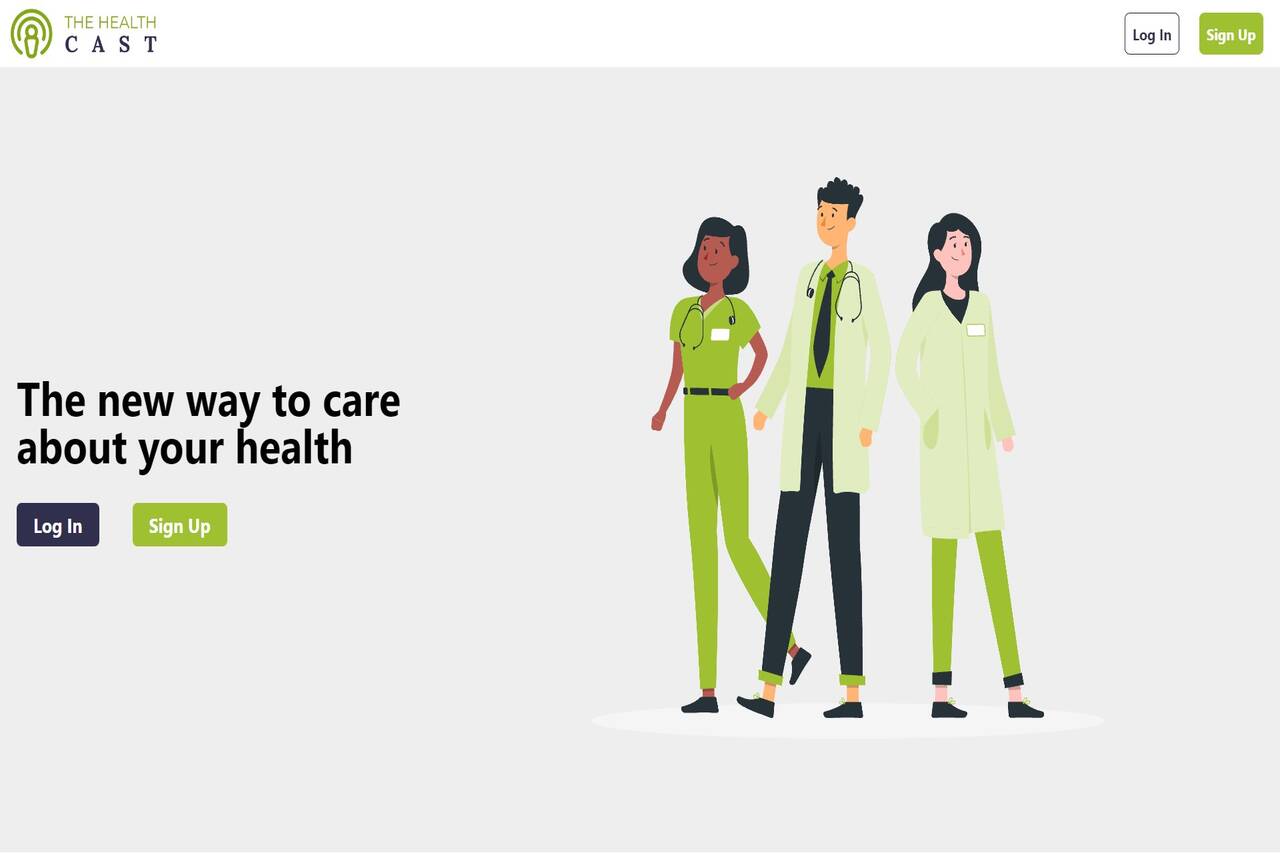 THE HEALTH
CAST
Log In
Sign Up
The new way to care
about your health
Log In
Sign Up